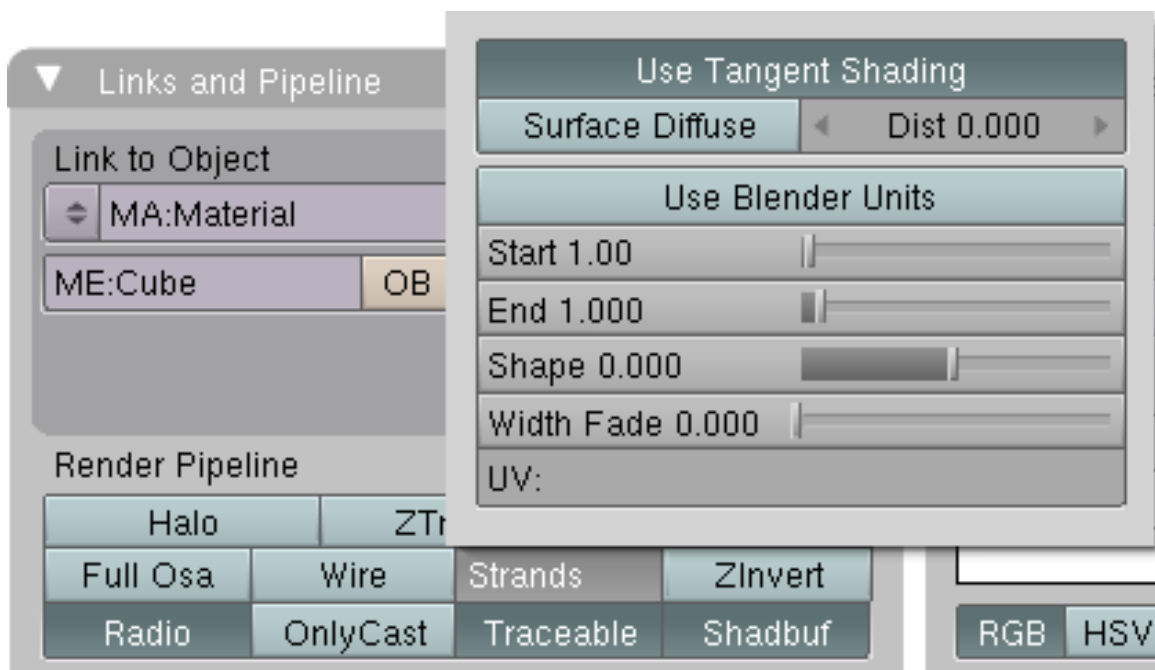 Links and Pipeline
Link to Object
MA:Material
ME:Cube OB
Render Pipeline
Halo ZTr
Full Osa Wire Strands ZInvert
Radio OnlyCast Traceable Shadbuf
Use Tangent Shading
Surface Diffuse Dist 0.000
Use Blender Units
Start 1.00
End 1.000
Shape 0.000
Width Fade 0.000
UV:
RGB HSV